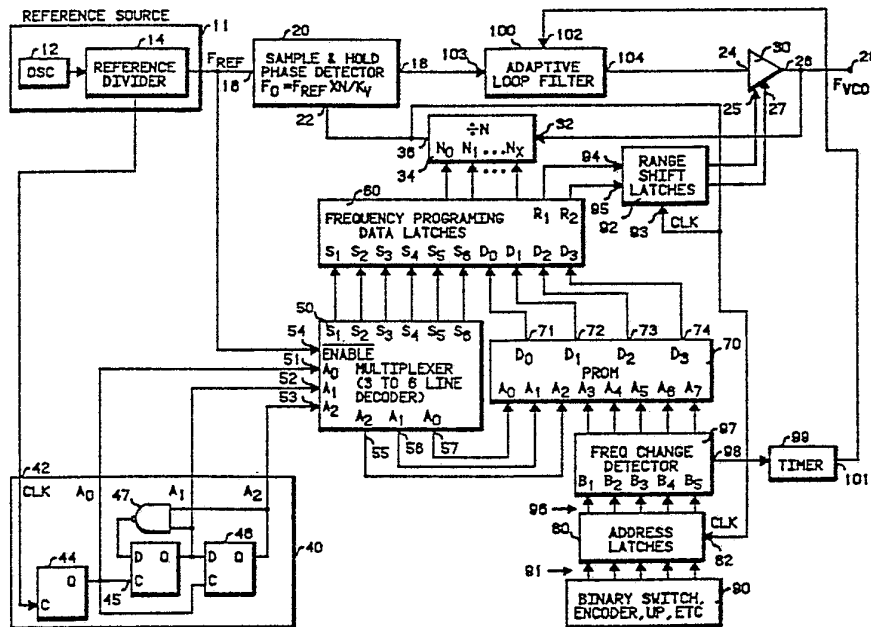 REFERENCE SOURCE
11
12
OSC
14
REFERENCE
DIVIDER
FREF
16
20
SAMPLE & HOLD
PHASE DETECTOR
F0=FREF XN/KV
22
18
103
100
102
ADAPTIVE
LOOP FILTER
104
24
30
26
28
25
27
FVCO
÷N
N0 N1 ... NX
32
36
34
...
94
95
RANGE
SHIFT
LATCHES
92
93
CLK
60
FREQUENCY PROGRAMING
DATA LATCHES
R1 R2
S1 S2 S3 S4 S5 S6 D0 D1 D2 D3
50
S1 S2 S3 S4 S5 S6
54
ENABLE
51
A0
52
A1
53
A2
MULTIPLEXER
(3 TO 6 LINE
DECODER)
A2 A1 A0
55
56
57
71
72
73
74
D0 D1 D2 D3
70
PROM
A0 A1 A2 A3 A4 A5 A6 A7
97
FREQ CHANGE
DETECTOR
B1 B2 B3 B4 B5
98
99
TIMER
101
96
80
ADDRESS
LATCHES
CLK
82
81
BINARY SWITCH,
ENCODER, UP, ETC
90
42
CLK A0 A1 A2
47
40
44
Q
C
D Q
C
45
46
D Q
C